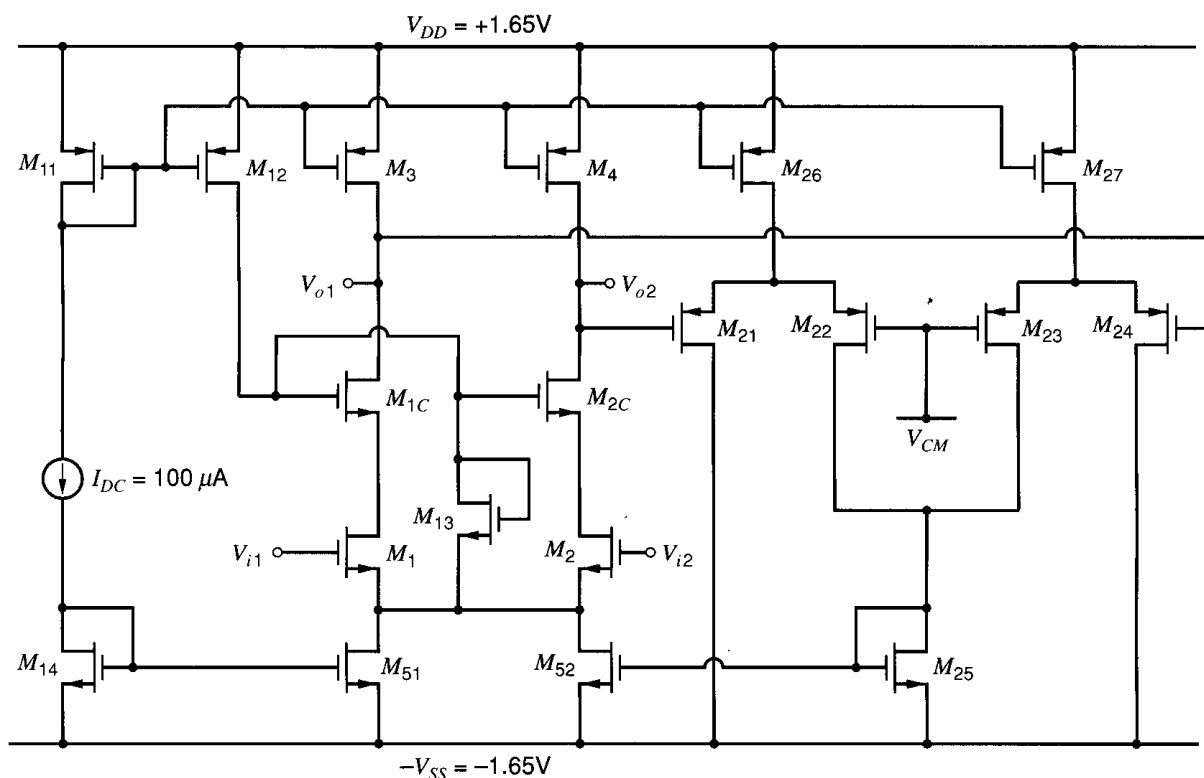 V_DD = +1.65V
M_11
M_12
M_3
M_4
M_26
M_27
V_o1
V_o2
M_21
M_22
M_23
M_24
M_1C
M_2C
V_CM
I_DC = 100 μA
M_13
V_i1
M_1
M_2
V_i2
M_14
M_51
M_52
M_25
−V_SS = −1.65V